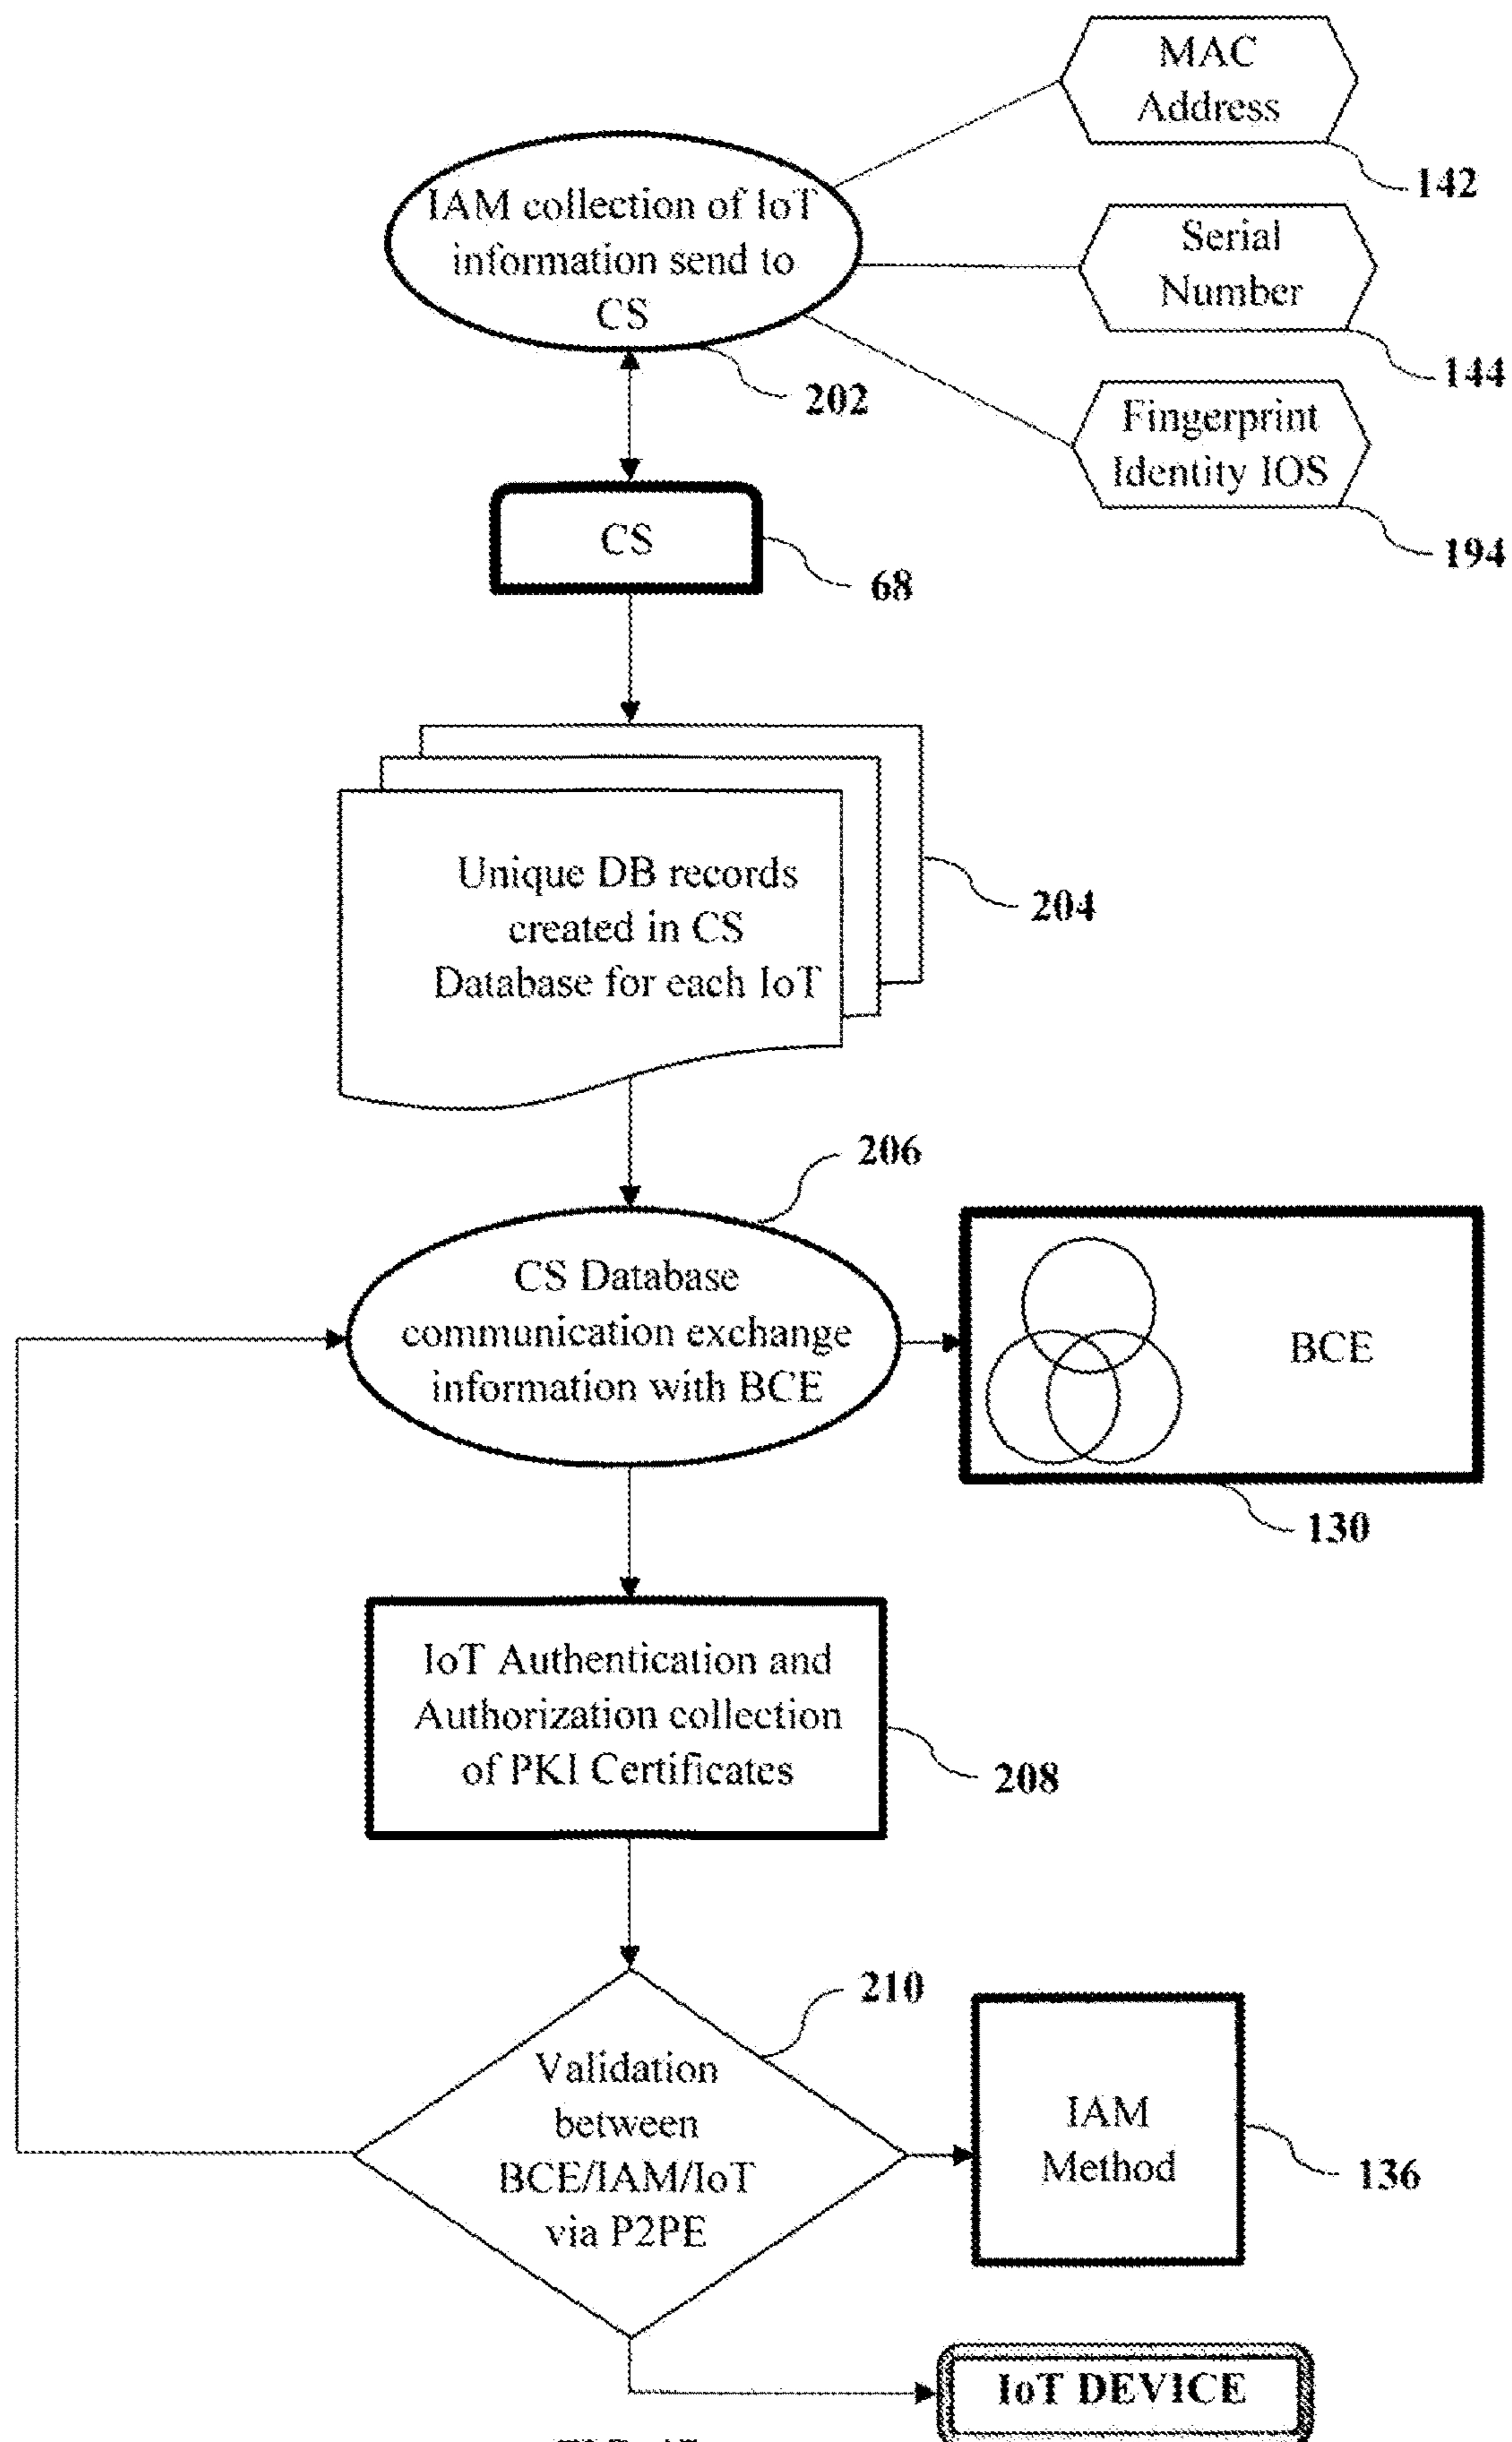 MAC
Address
142
IAM collection of IoT
information send to
CS
202
Serial
Number
144
Fingerprint
Identity IOS
194
CS
68
Unique DB records
created in CS
Database for each IoT
204
206
CS Database
communication exchange
information with BCE
BCE
130
IoT Authentication and
Authorization collection
of PKI Certificates
208
210
Validation
between
BCE/IAM/IoT
via P2PE
IAM
Method
136
IoT DEVICE